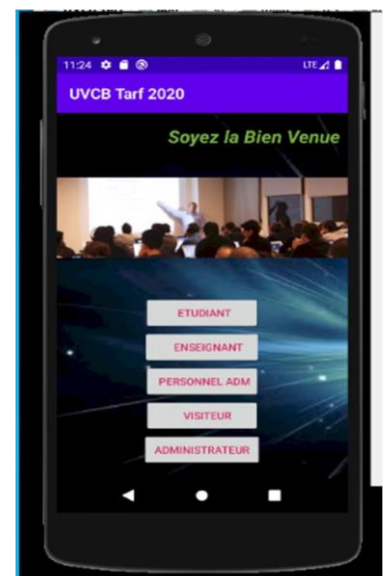 11:24 LTE
UVCB Tarf 2020
Soyez la Bien Venue
ETUDIANT
ENSEIGNANT
PERSONNEL ADM
VISITEUR
ADMINISTRATEUR